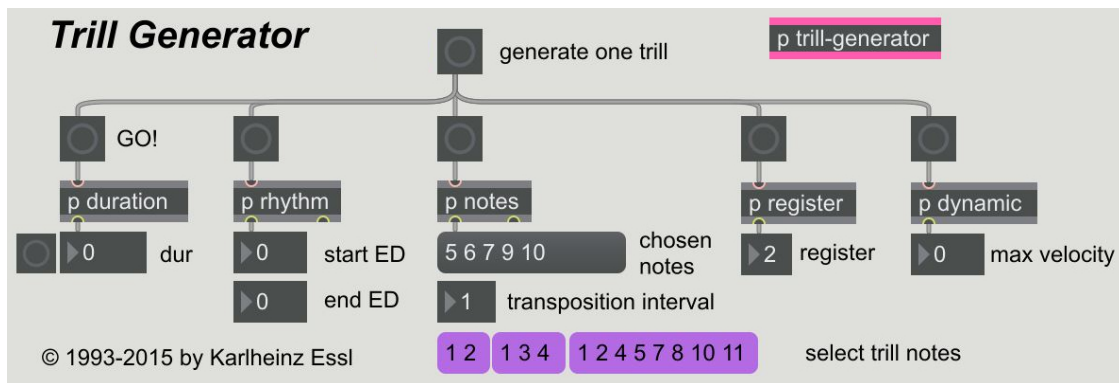 Trill Generator
generate one trill
p trill-generator
GO!
p duration
p rhythm
p notes
p register
p dynamic
0
dur
0
start ED
5 6 7 9 10
chosen
notes
2
register
0
max velocity
0
end ED
1
transposition interval
© 1993-2015 by Karlheinz Essl
1 2
1 3 4
1 2 4 5 7 8 10 11
select trill notes